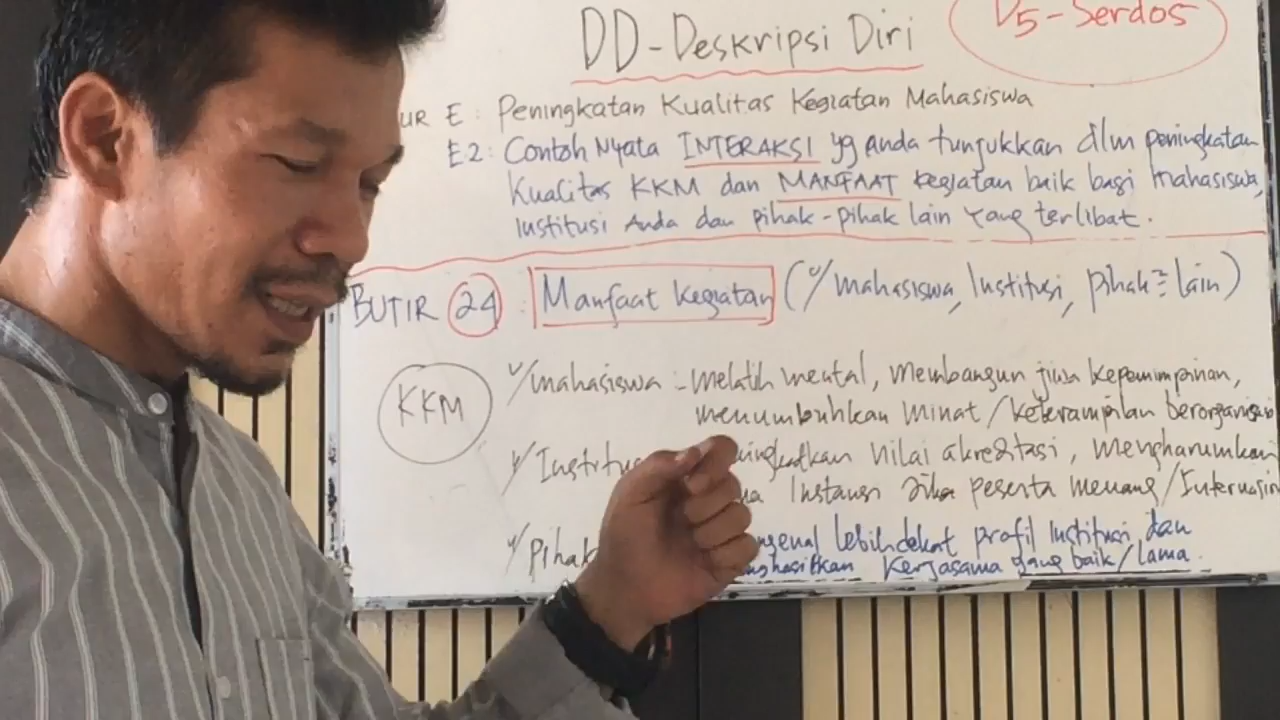 DD-Deskripsi Diri
D5-Serdos
UR E: Peningkatan Kualitas Kegiatan Mahasiswa
E2: Contoh Nyata INTERAKSI yg Anda tunjukkan dlm peningkatan
Kualitas KKM dan MANFAAT kegiatan baik bagi Mahasiswa,
Institusi Anda dan pihak-pihak lain yang terlibat.
BUTIR 24 : Manfaat kegiatan (u/mahasiswa, Institusi, pihak² lain)
KKM
u/mahasiswa - melatih mental, membangun jiwa kepemimpinan,
menumbuhkan minat/keterampilan berorganisasi
u/Institusi nilai akreditasi, mengharumkan
Instansi jika peserta menang/Internasion
u/Pihak lebih dekat profil Institusi dan
kerjasama yang baik/lama.